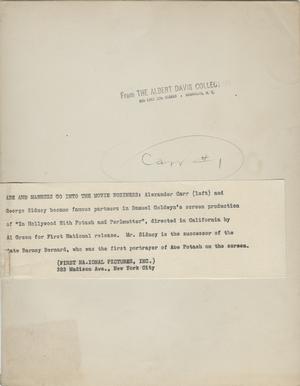 From THE ALBERT DAVIS COLLECTION
Carr #1
ABE AND MAWRUSS GO INTO THE MOVIE BUSINESS: Alexander Carr (left) and
George Sidney become famous partners in Samuel Goldwyn's screen production
of "In Hollywood With Potash and Perlmutter", directed in California by
Al Green for First National release. Mr. Sidney is the successor of the
late Barney Bernard, who was the first portrayer of Abe Potash on the screen.
(FIRST NATIONAL PICTURES, INC.)
383 Madison Ave., New York City